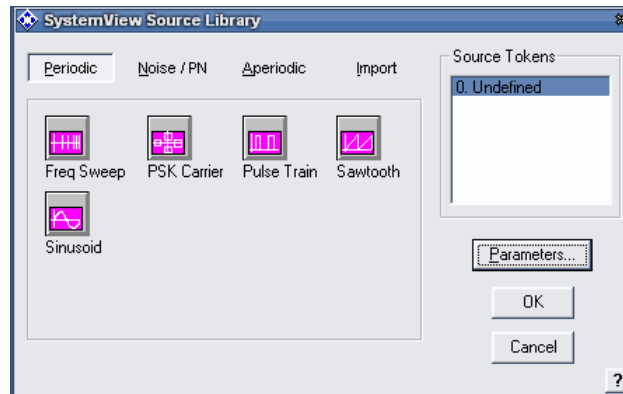 SystemView Source Library
Periodic
Noise / PN
Aperiodic
Import
Source Tokens
0. Undefined
Freq Sweep
PSK Carrier
Pulse Train
Sawtooth
Sinusoid
Parameters...
OK
Cancel
?